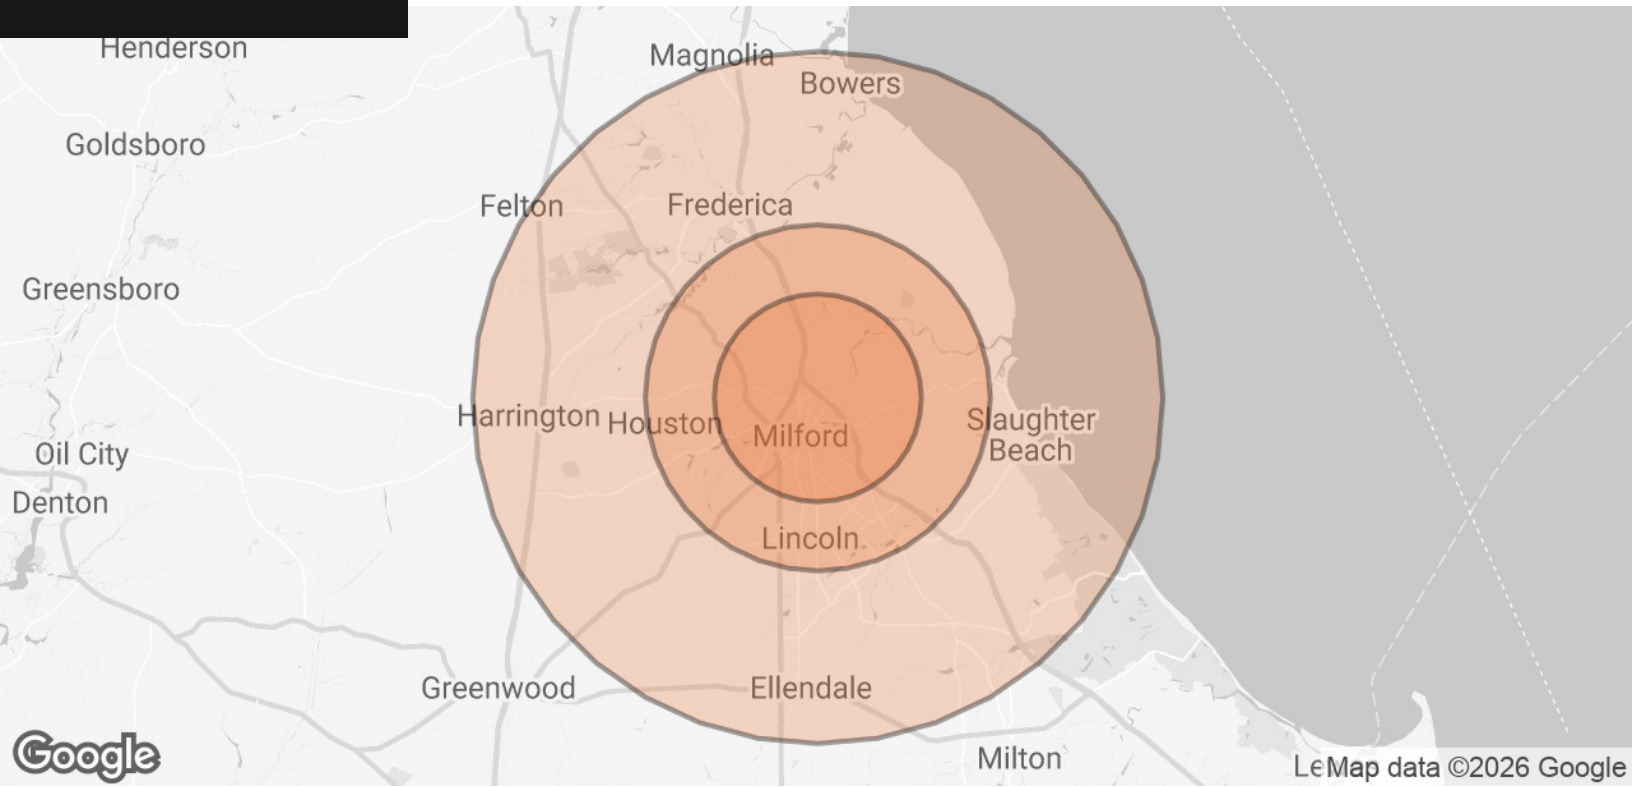 Henderson
Magnolia
Bowers
Goldsboro
Felton
Frederica
Greensboro
Harrington
Houston
Milford
Slaughter
Beach
Oil City
Denton
Lincoln
Greenwood
Ellendale
Milton
Google
Map data ©2026 Google